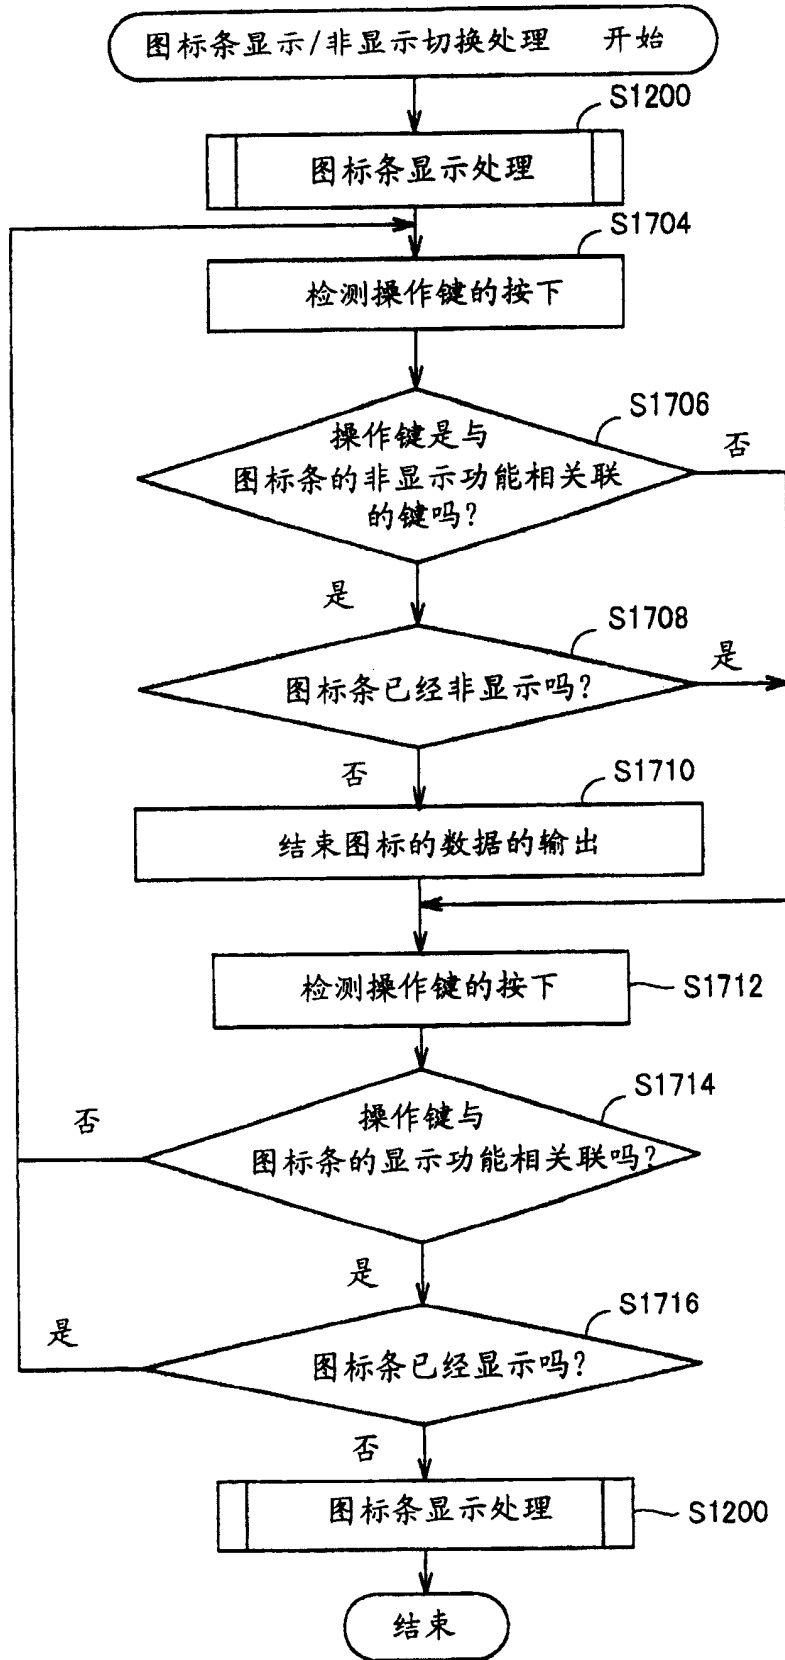 图标条显示/非显示切换处理 开始
S1200
图标条显示处理
S1704
检测操作键的按下
S1706
操作键是与
图标条的非显示功能相关联
的键吗?
否
是
S1708
图标条已经非显示吗?
是
否
S1710
结束图标的数据的输出
检测操作键的按下
S1712
S1714
操作键与
图标条的显示功能相关联吗?
否
是
S1716
图标条已经显示吗?
是
否
图标条显示处理
S1200
结束